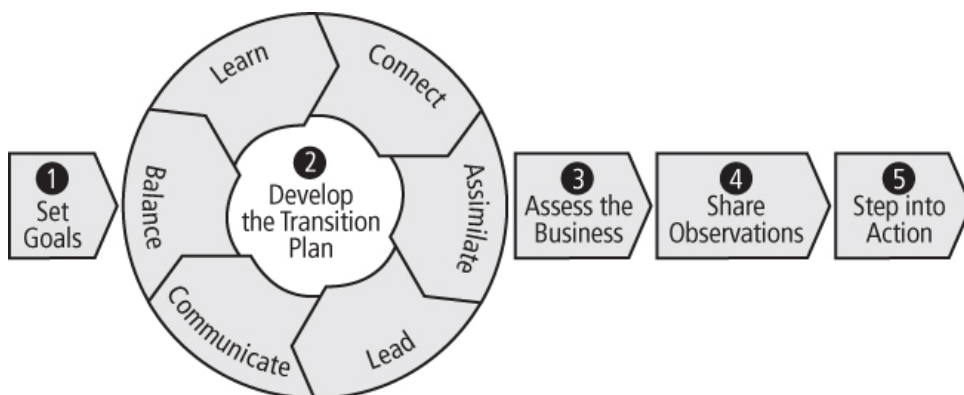 1
Set
Goals
Learn
Connect
Assimilate
Lead
Communicate
Balance
2
Develop
the Transition
Plan
3
Assess the
Business
4
Share
Observations
5
Step into
Action